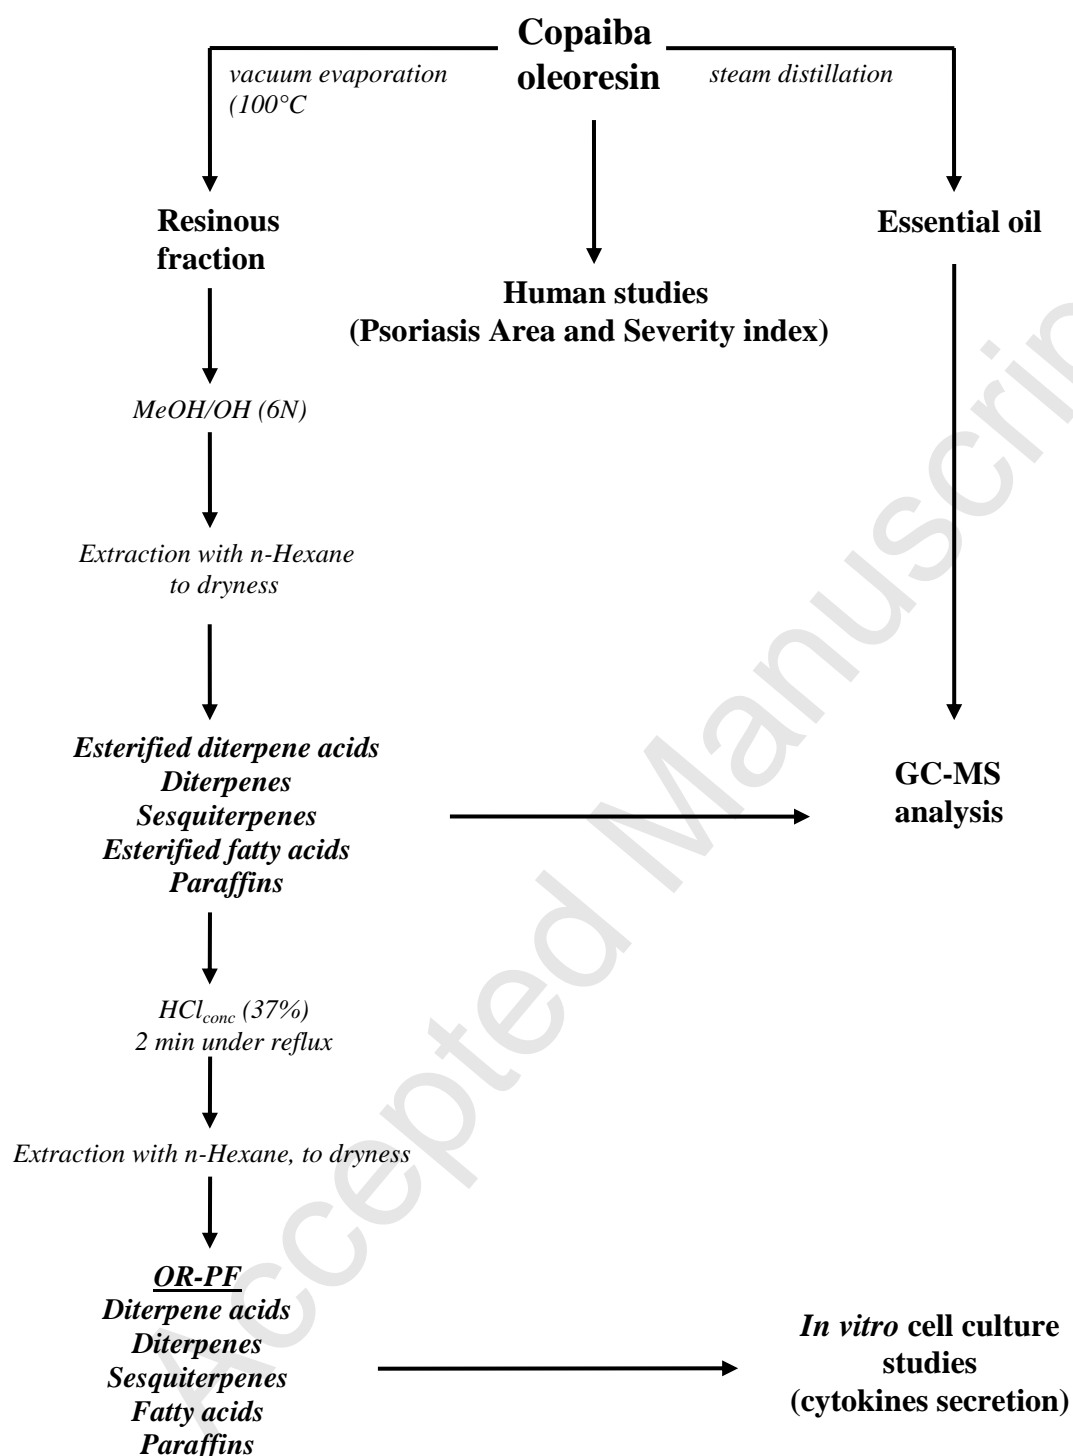 Copaiba
oleoresin
vacuum evaporation
(100°C
steam distillation
Resinous
fraction
Essential oil
Human studies
(Psoriasis Area and Severity index)
MeOH/OH (6N)
Extraction with n-Hexane
to dryness
Esterified diterpene acids
Diterpenes
Sesquiterpenes
Esterified fatty acids
Paraffins
GC-MS
analysis
HClconc (37%)
2 min under reflux
Extraction with n-Hexane, to dryness
OR-PF
Diterpene acids
Diterpenes
Sesquiterpenes
Fatty acids
Paraffins
In vitro cell culture
studies
(cytokines secretion)
Accepted Manuscrip